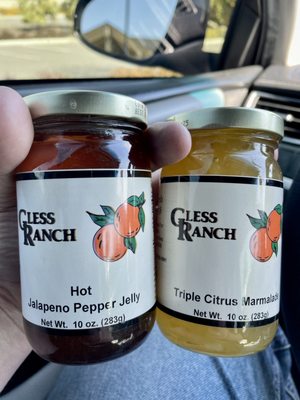 Gless
Ranch
Hot
Jalapeno Pepper Jelly
Net Wt. 10 oz. (283g)
Gless
Ranch
Triple Citrus Marmalade
Net Wt. 10 oz. (283g)